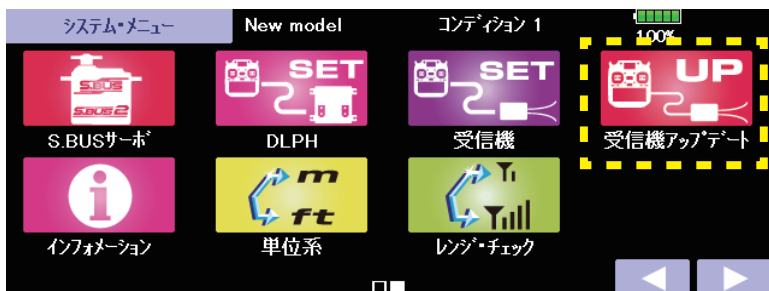 システム・メニュー New model コンディション 1 100%
S.BUS S.BUS2 SET SET UP
S.BUSサーボ DLPH 受信機 受信機アップデート
i m ft
インフォメーション 単位系 レンジ・チェック